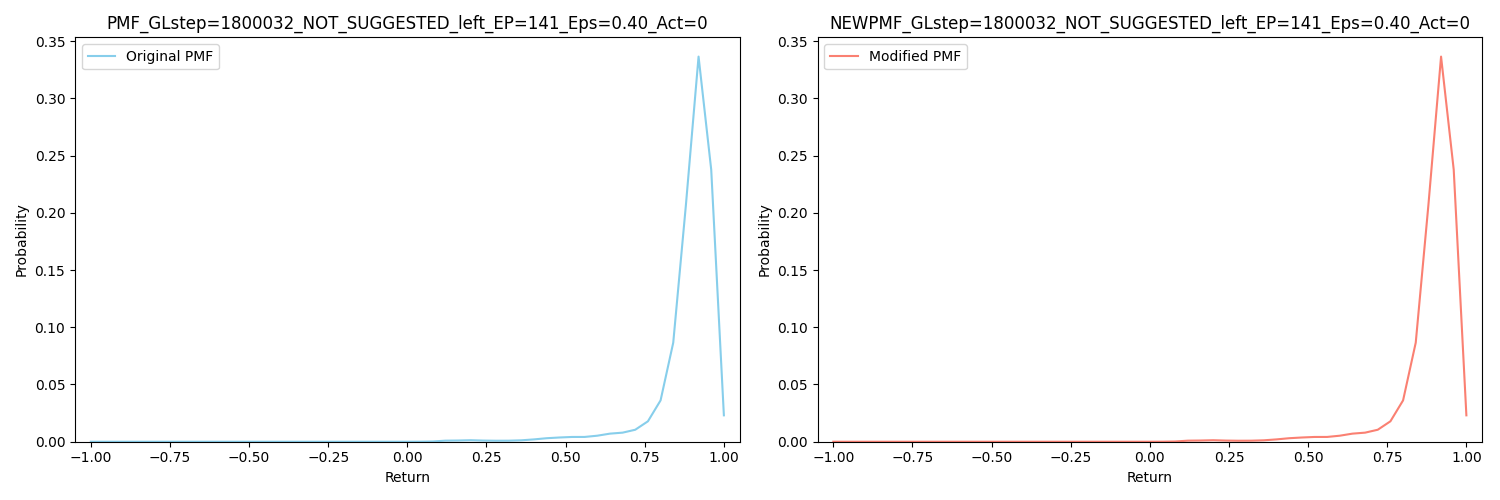 PMF_GLstep=1800032_NOT_SUGGESTED_left_EP=141_Eps=0.40_Act=0
Original PMF
0.35
0.30
0.25
0.20
0.15
0.10
0.05
0.00
Probability
−1.00 −0.75 −0.50 −0.25 0.00 0.25 0.50 0.75 1.00
Return
NEWPMF_GLstep=1800032_NOT_SUGGESTED_left_EP=141_Eps=0.40_Act=0
Modified PMF
0.35
0.30
0.25
0.20
0.15
0.10
0.05
0.00
Probability
−1.00 −0.75 −0.50 −0.25 0.00 0.25 0.50 0.75 1.00
Return